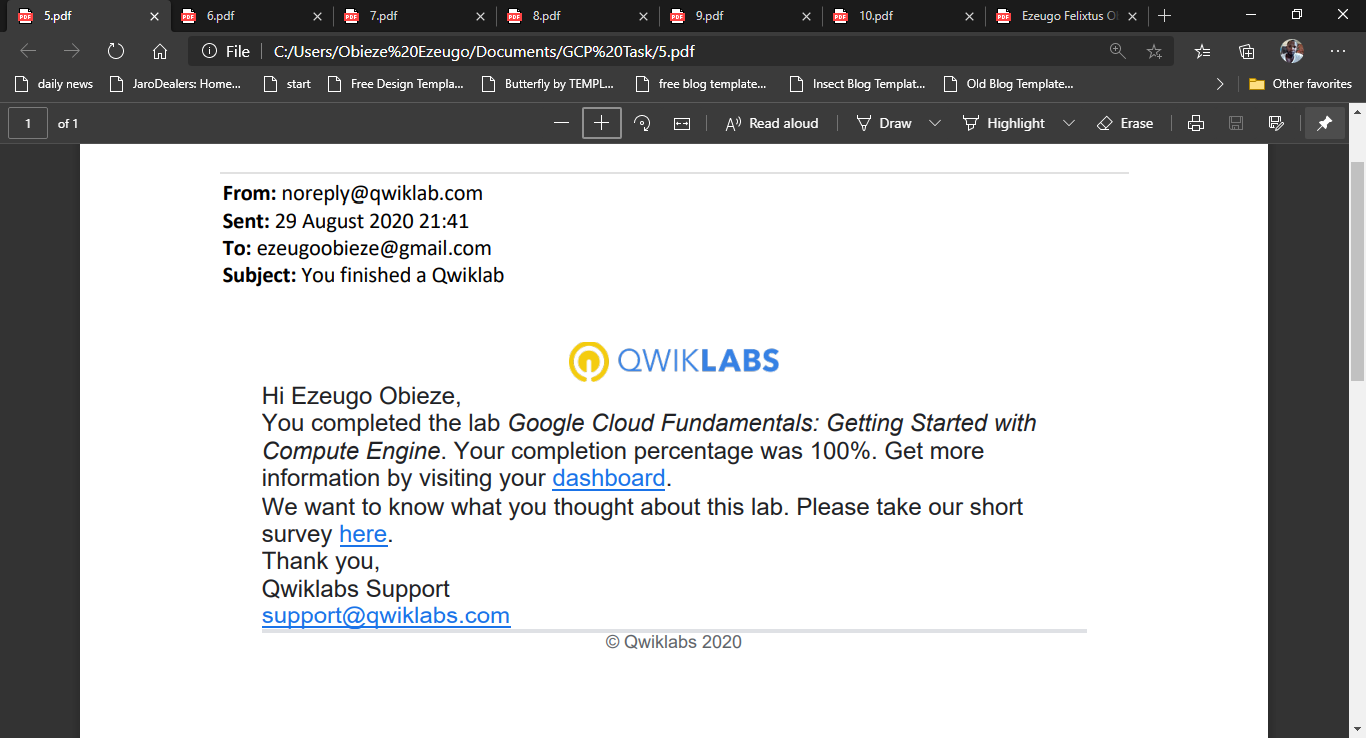 5.pdf
6.pdf
7.pdf
8.pdf
9.pdf
10.pdf
Ezeugo Felixtus O
File
C:/Users/Obieze%20Ezeugo/Documents/GCP%20Task/5.pdf
daily news
JaroDealers: Home...
start
Free Design Templa...
Butterfly by TEMPL...
free blog template...
Insect Blog Templat...
Old Blog Template...
Other favorites
1 of 1
Read aloud
Draw
Highlight
Erase
From: noreply@qwiklab.com
Sent: 29 August 2020 21:41
To: ezeugoobieze@gmail.com
Subject: You finished a Qwiklab
QWIKLABS
Hi Ezeugo Obieze,
You completed the lab Google Cloud Fundamentals: Getting Started with
Compute Engine. Your completion percentage was 100%. Get more
information by visiting your dashboard.
We want to know what you thought about this lab. Please take our short
survey here.
Thank you,
Qwiklabs Support
support@qwiklabs.com
© Qwiklabs 2020